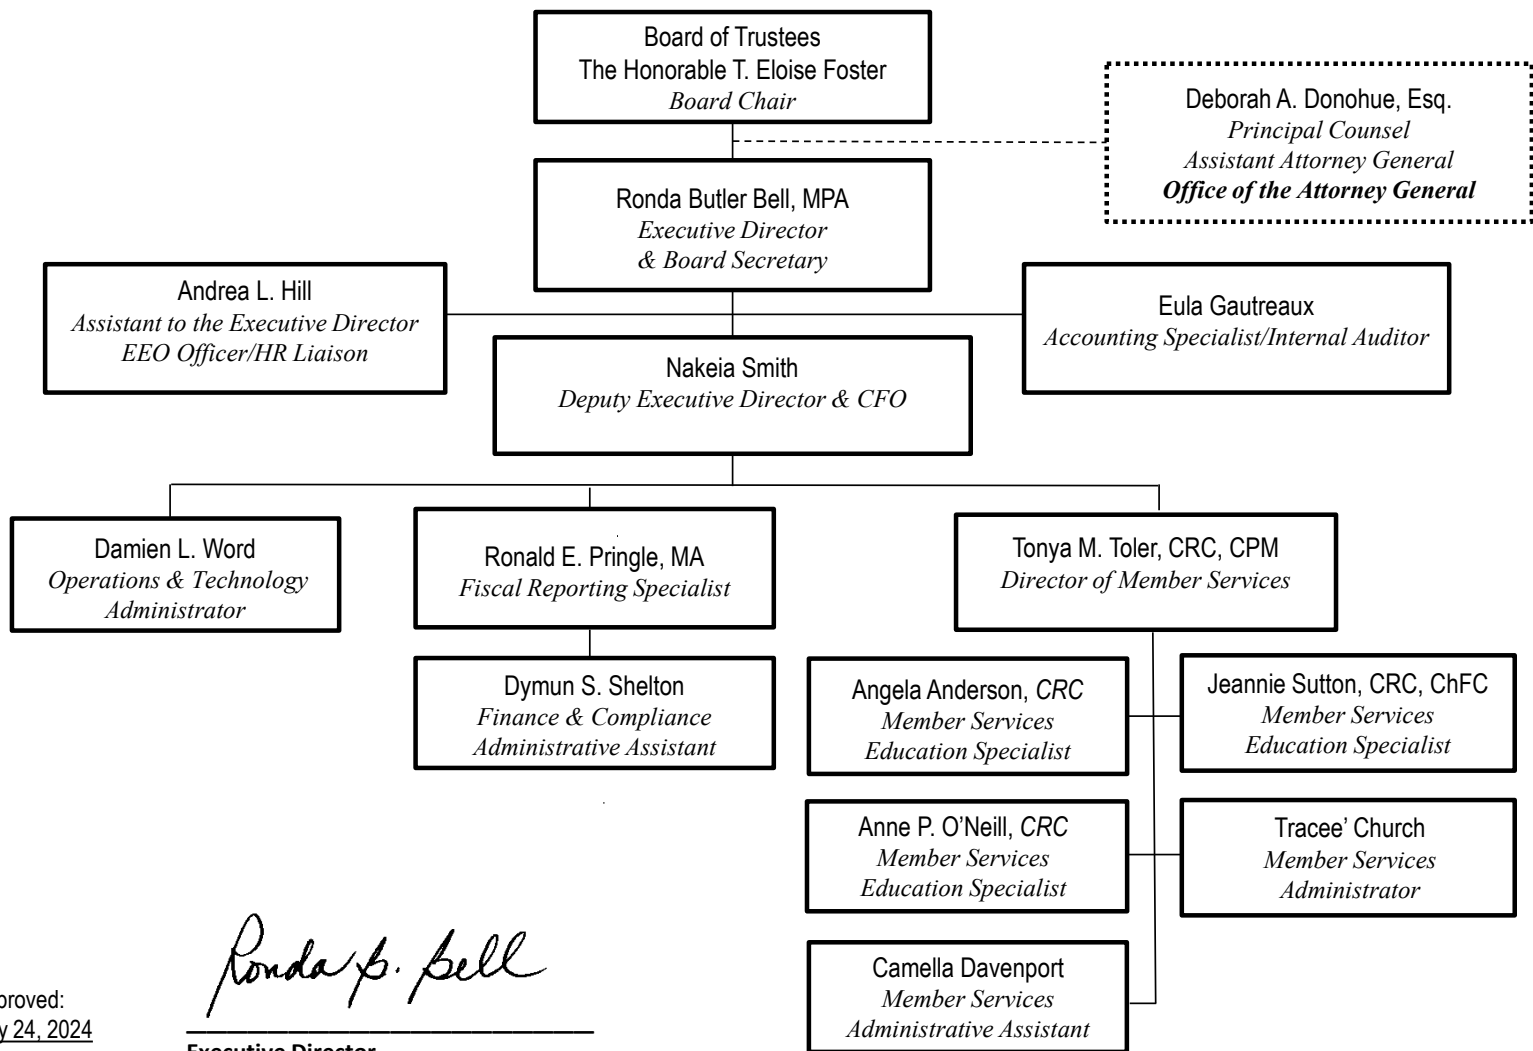 Board of Trustees
The Honorable T. Eloise Foster
Board Chair
Deborah A. Donohue, Esq.
Principal Counsel
Assistant Attorney General
Office of the Attorney General
Ronda Butler Bell, MPA
Executive Director
& Board Secretary
Andrea L. Hill
Assistant to the Executive Director
EEO Officer/HR Liaison
Eula Gautreaux
Accounting Specialist/Internal Auditor
Nakeia Smith
Deputy Executive Director & CFO
Damien L. Word
Operations & Technology
Administrator
Ronald E. Pringle, MA
Fiscal Reporting Specialist
Tonya M. Toler, CRC, CPM
Director of Member Services
Dymun S. Shelton
Finance & Compliance
Administrative Assistant
Angela Anderson, CRC
Member Services
Education Specialist
Jeannie Sutton, CRC, ChFC
Member Services
Education Specialist
Anne P. O’Neill, CRC
Member Services
Education Specialist
Tracee’ Church
Member Services
Administrator
Camella Davenport
Member Services
Administrative Assistant
Ronda B. Bell
proved:
y 24, 2024
Executive Director